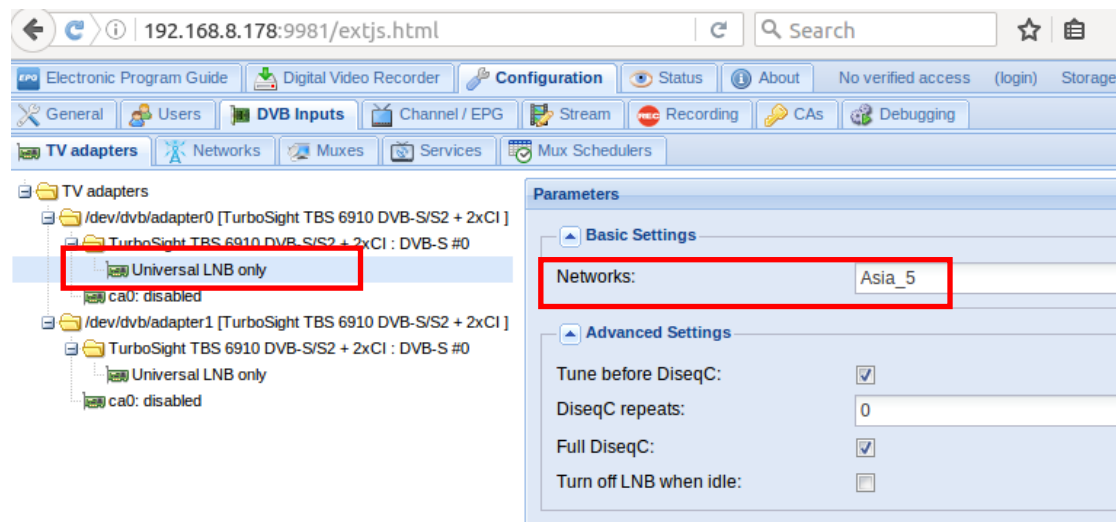 192.168.8.178:9981/extjs.html Search
EPG Electronic Program Guide Digital Video Recorder Configuration Status About No verified access (login) Storage
General Users DVB Inputs Channel / EPG Stream REC Recording CAs Debugging
TV adapters Networks Muxes Services Mux Schedulers
TV adapters
/dev/dvb/adapter0 [TurboSight TBS 6910 DVB-S/S2 + 2xCI ]
TurboSight TBS 6910 DVB-S/S2 + 2xCI : DVB-S #0
Universal LNB only
ca0: disabled
/dev/dvb/adapter1 [TurboSight TBS 6910 DVB-S/S2 + 2xCI ]
TurboSight TBS 6910 DVB-S/S2 + 2xCI : DVB-S #0
Universal LNB only
ca0: disabled
Parameters
Basic Settings
Networks: Asia_5
Advanced Settings
Tune before DiseqC:
DiseqC repeats: 0
Full DiseqC:
Turn off LNB when idle: